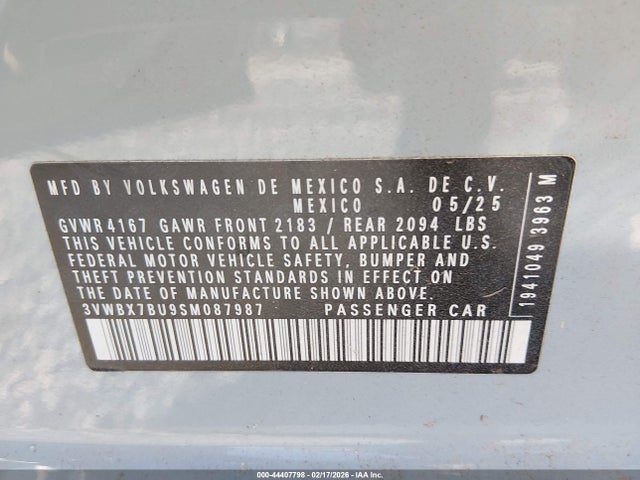 MFD BY VOLKSWAGEN DE MEXICO S.A. DE C.V.
MEXICO 05/25
GVWR 4167 GAWR FRONT 2183 / REAR 2094 LBS
THIS VEHICLE CONFORMS TO ALL APPLICABLE U.S.
FEDERAL MOTOR VEHICLE SAFETY, BUMPER AND
THEFT PREVENTION STANDARDS IN EFFECT ON
THE DATE OF MANUFACTURE SHOWN ABOVE.
3VWBX7BU9SM087987 PASSENGER CAR
1941049 3963 M
000-44407798 - 02/17/2026 - IAA Inc.